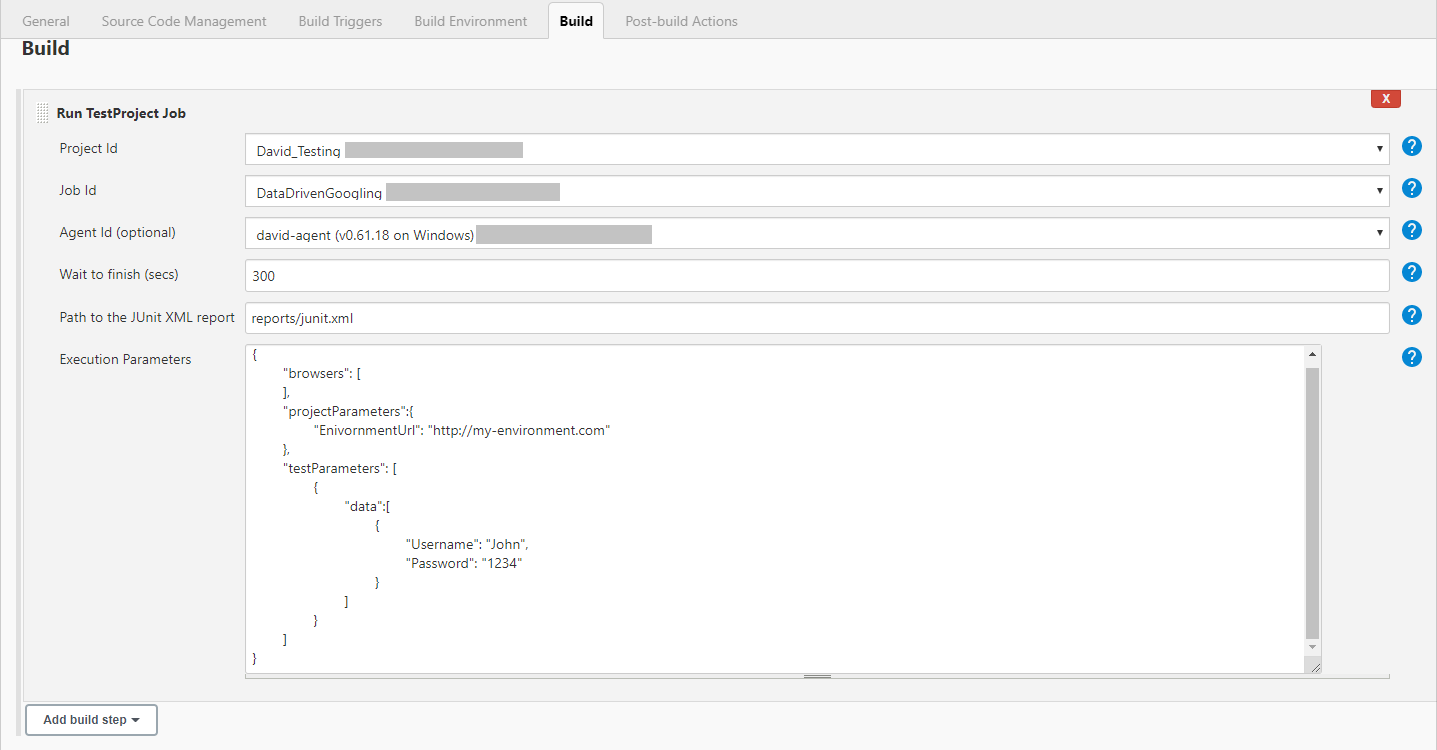 General Source Code Management Build Triggers Build Environment Build Post-build Actions
Build
X
Run TestProject Job
Project Id David_Testing ?
Job Id DataDrivenGoogling ?
Agent Id (optional) david-agent (v0.61.18 on Windows) ?
Wait to finish (secs) 300 ?
Path to the JUnit XML report reports/junit.xml ?
Execution Parameters ?
{
"browsers": [
],
"projectParameters":{
"EnivornmentUrl": "http://my-environment.com"
},
"testParameters": [
{
"data":[
{
"Username": "John",
"Password": "1234"
}
]
}
]
}
Add build step